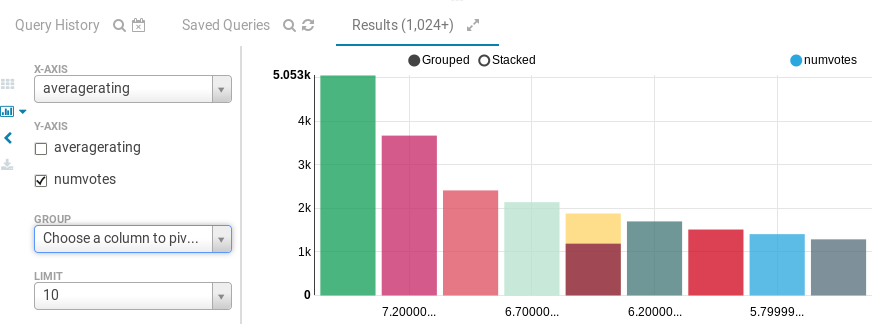 Query History
Saved Queries
Results (1,024+)
X-AXIS
averagerating
Y-AXIS
averagerating
numvotes
GROUP
Choose a column to piv...
LIMIT
10
Grouped
Stacked
numvotes
5.053k
4k
3k
2k
1k
0
7.20000...
6.70000...
6.20000...
5.79999...